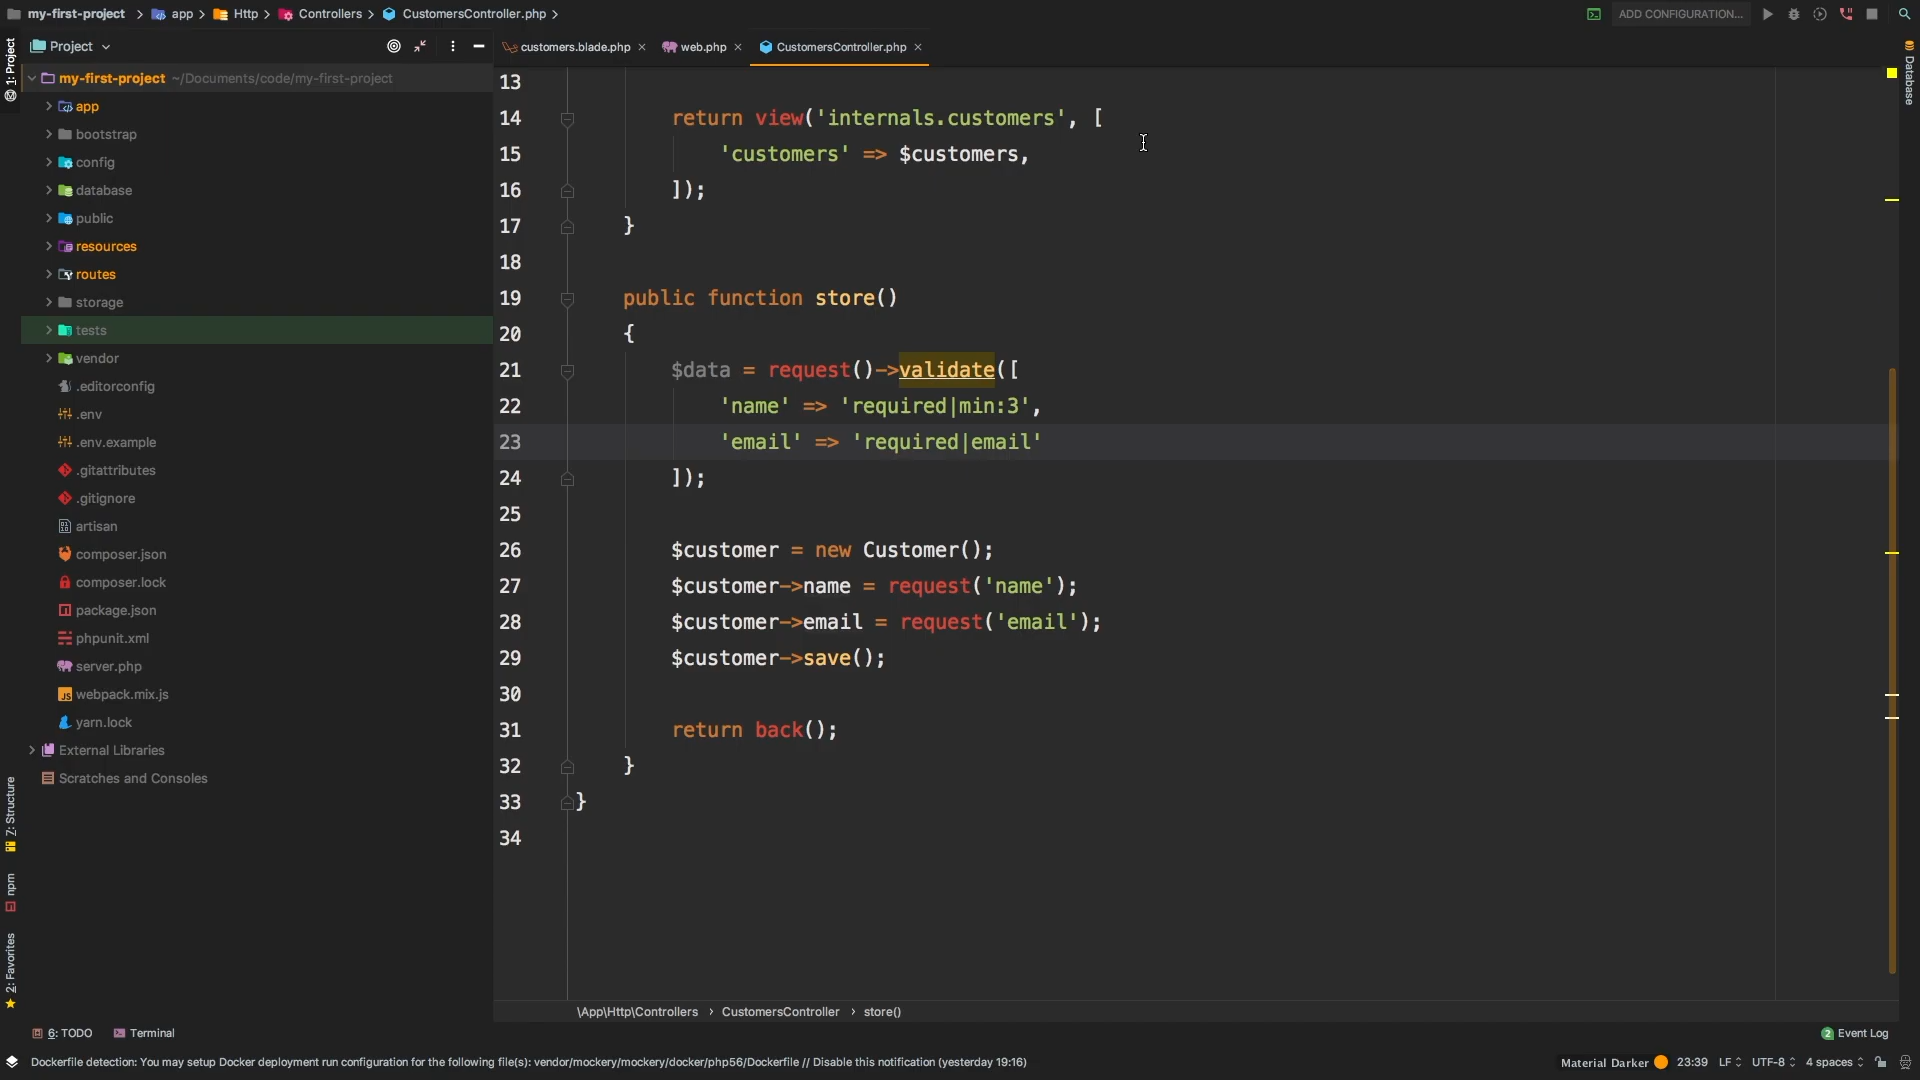 my-first-project > app > Http > Controllers > CustomersController.php >
ADD CONFIGURATION...
Project
customers.blade.php
web.php
CustomersController.php
1: Project
Database
my-first-project ~/Documents/code/my-first-project
app
bootstrap
config
database
public
resources
routes
storage
tests
vendor
.editorconfig
.env
.env.example
.gitattributes
.gitignore
artisan
composer.json
composer.lock
package.json
phpunit.xml
server.php
webpack.mix.js
yarn.lock
External Libraries
Scratches and Consoles
Z: Structure
npm
2: Favorites
13
14 return view('internals.customers', [
15 'customers' => $customers,
16 ]);
17 }
18
19 public function store()
20 {
21 $data = request()->validate([
22 'name' => 'required|min:3',
23 'email' => 'required|email'
24 ]);
25
26 $customer = new Customer();
27 $customer->name = request('name');
28 $customer->email = request('email');
29 $customer->save();
30
31 return back();
32 }
33 }
34
\App\Http\Controllers > CustomersController > store()
6: TODO
Terminal
2 Event Log
Dockerfile detection: You may setup Docker deployment run configuration for the following file(s): vendor/mockery/mockery/docker/php56/Dockerfile // Disable this notification (yesterday 19:16)
Material Darker 23:39 LF UTF-8 4 spaces